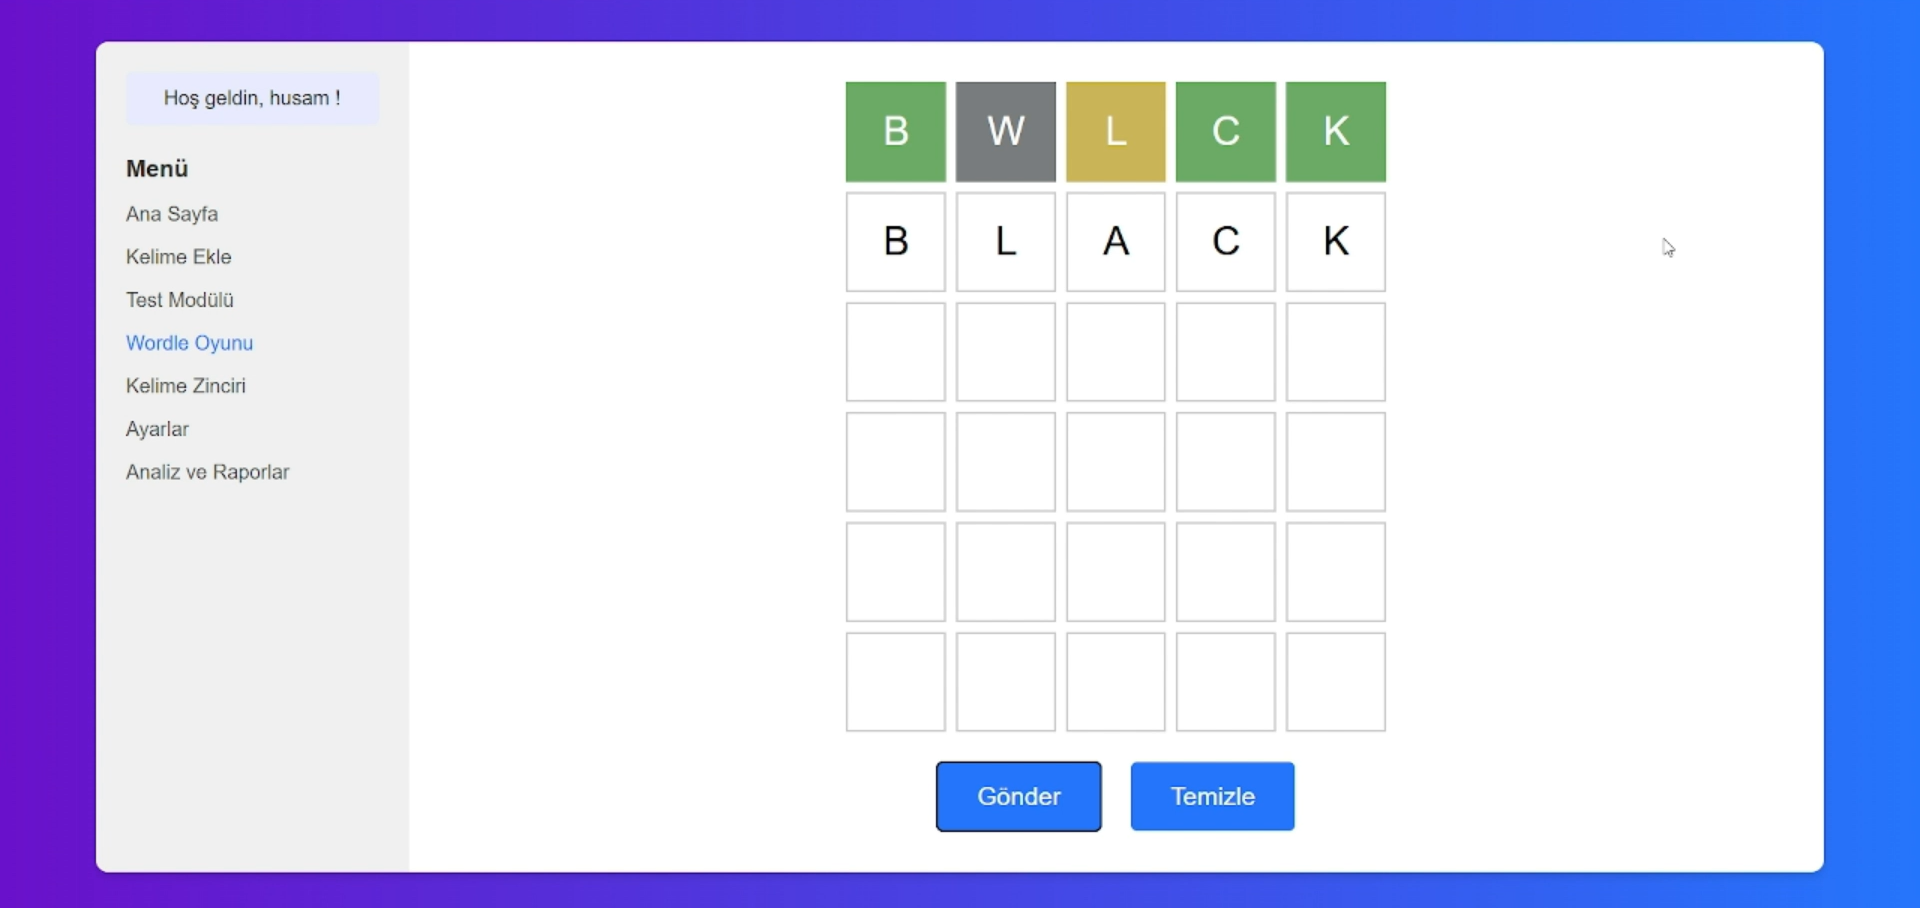 Hoş geldin, husam !
Menü
Ana Sayfa
Kelime Ekle
Test Modülü
Wordle Oyunu
Kelime Zinciri
Ayarlar
Analiz ve Raporlar
B W L C K
B L A C K
Gönder Temizle